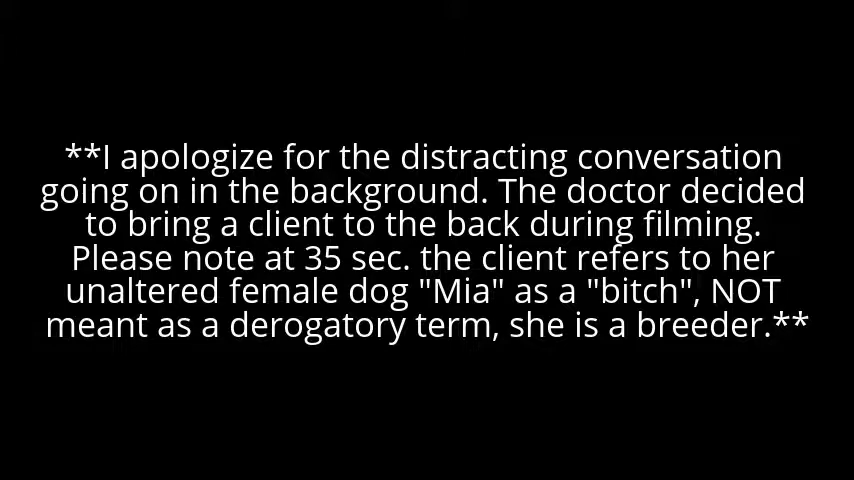 **I apologize for the distracting conversation
going on in the background. The doctor decided
to bring a client to the back during filming.
Please note at 35 sec. the client refers to her
unaltered female dog "Mia" as a "bitch", NOT
meant as a derogatory term, she is a breeder.**